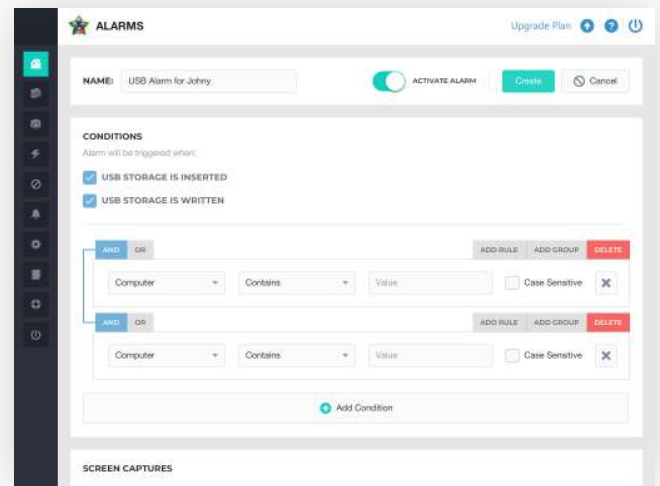 ALARMS Upgrade Plan
NAME: USB Alarm for Johny ACTIVATE ALARM Create Cancel
CONDITIONS
Alarm will be triggered when:
USB STORAGE IS INSERTED
USB STORAGE IS WRITTEN
AND OR ADD RULE ADD GROUP DELETE
Computer Contains Value Case Sensitive
AND OR ADD RULE ADD GROUP DELETE
Computer Contains Value Case Sensitive
Add Condition
SCREEN CAPTURES